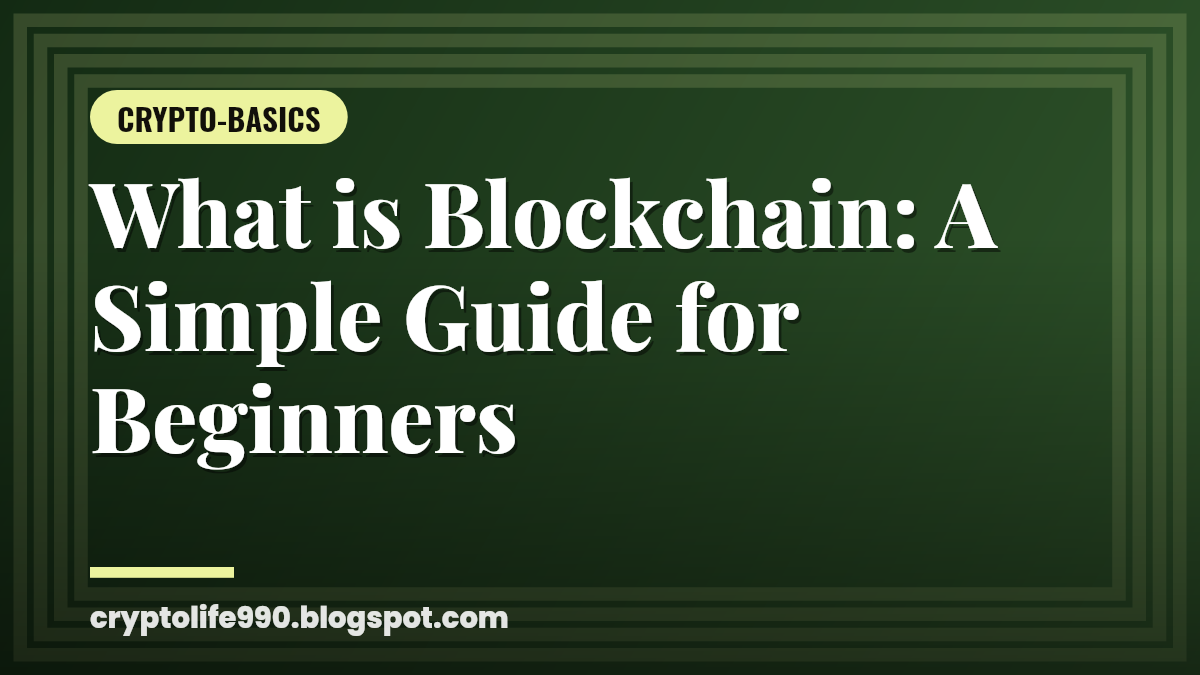 CRYPTO-BASICS
What is Blockchain: A
Simple Guide for
Beginners
cryptolife990.blogspot.com